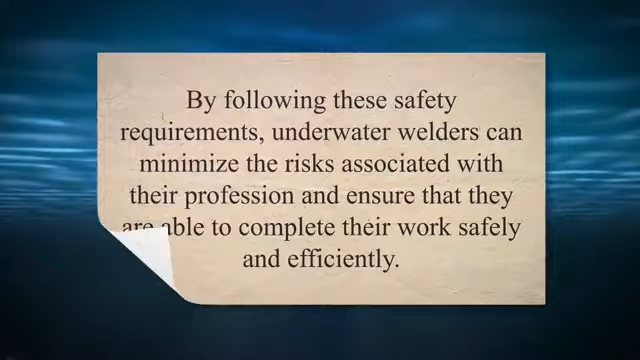 By following these safety
requirements, underwater welders can
minimize the risks associated with
their profession and ensure that they
are able to complete their work safely
and efficiently.